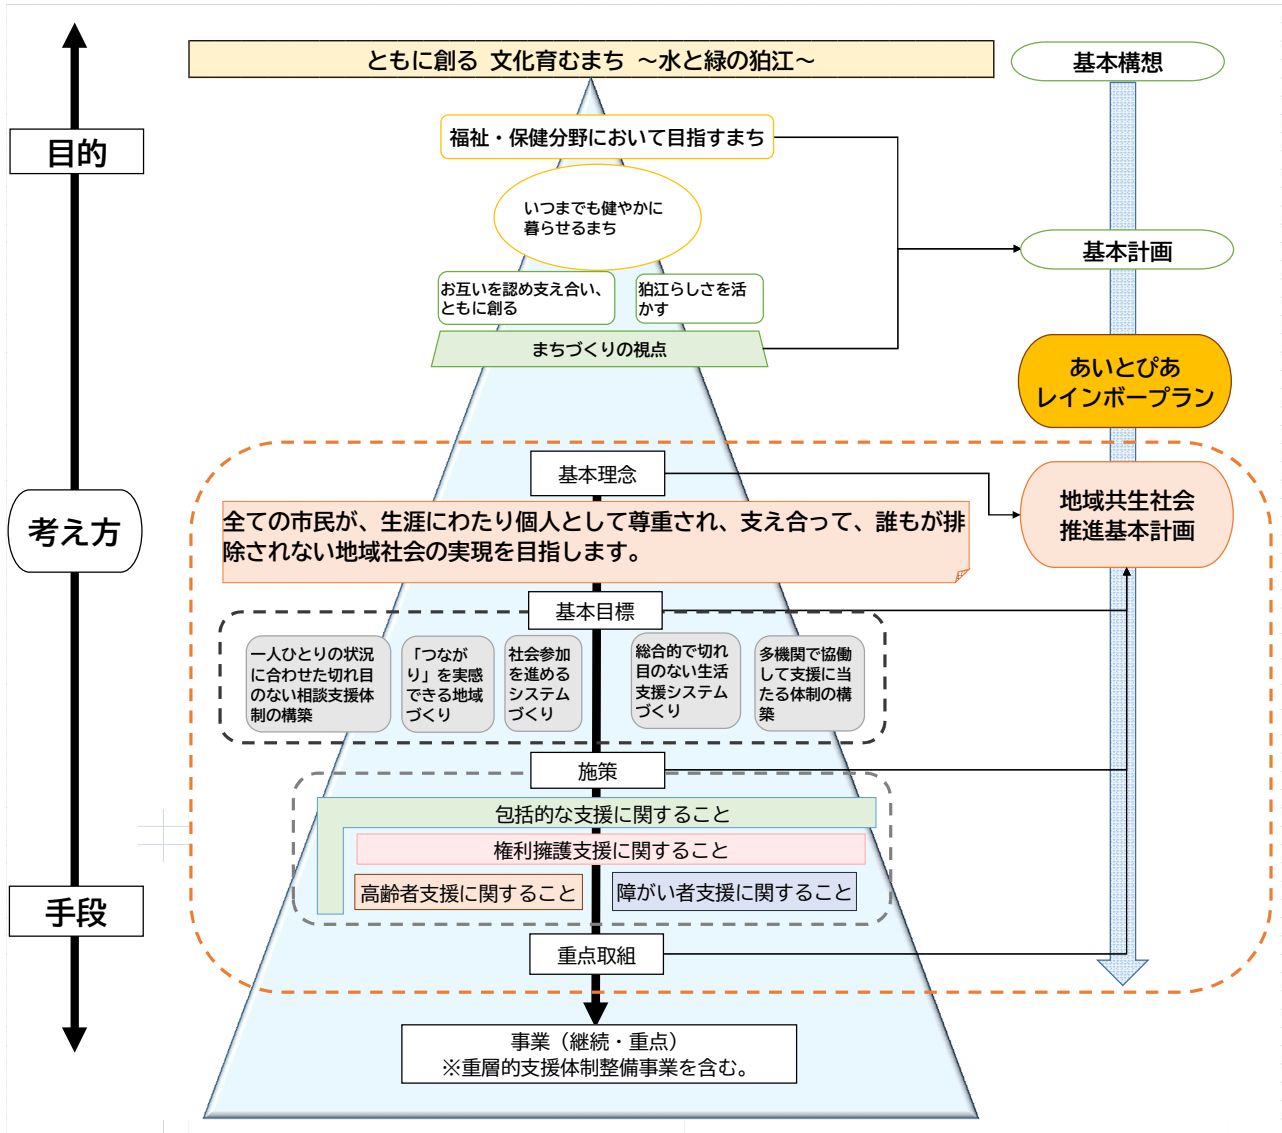 ともに創る 文化育むまち ～水と緑の狛江～
基本構想
目的
福祉・保健分野において目指すまち
いつまでも健やかに
暮らせるまち
基本計画
お互いを認め支え合い、
ともに創る
狛江らしさを活
かす
まちづくりの視点
あいとぴあ
レインボープラン
基本理念
地域共生社会
推進基本計画
考え方
全ての市民が、生涯にわたり個人として尊重され、支え合って、誰もが排
除されない地域社会の実現を目指します。
基本目標
一人ひとりの状況
に合わせた切れ目
のない相談支援体
制の構築
「つなが
り」を実感
できる地域
づくり
社会参加
を進める
システム
づくり
総合的で切れ
目のない生活
支援システム
づくり
多機関で協働
して支援に当
たる体制の構
築
施策
包括的な支援に関すること
権利擁護支援に関すること
高齢者支援に関すること
障がい者支援に関すること
手段
重点取組
事業（継続・重点）
※重層的支援体制整備事業を含む。